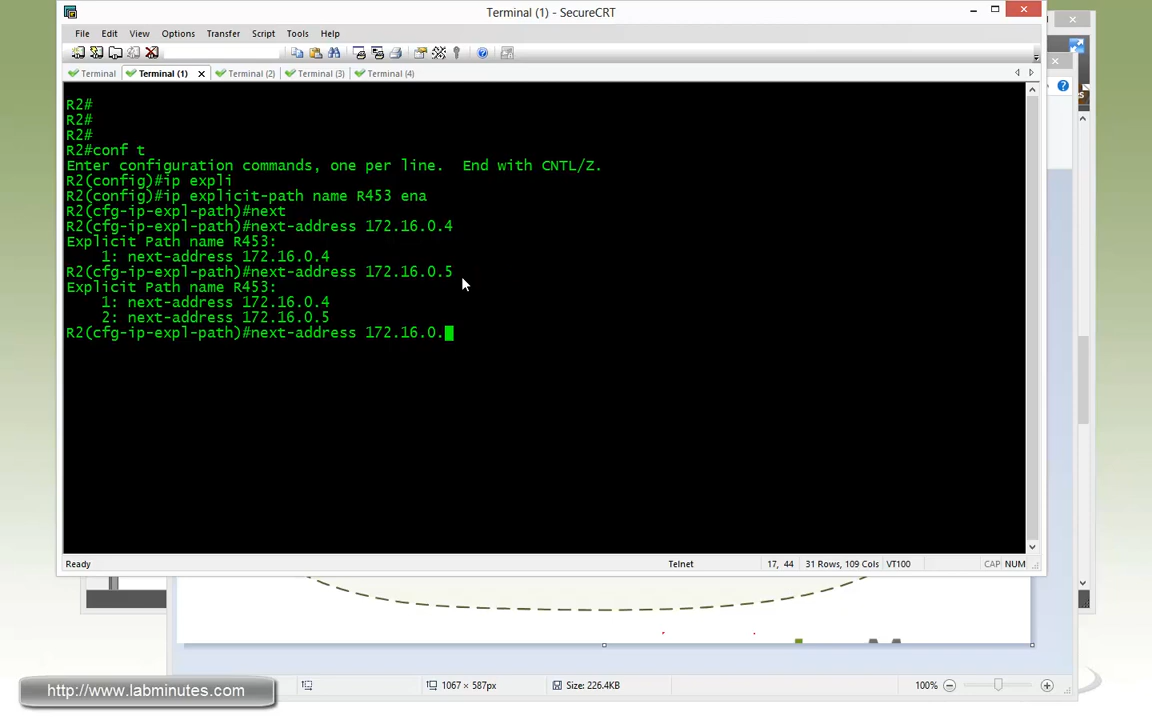 Terminal (1) - SecureCRT
File Edit View Options Transfer Script Tools Help
Terminal Terminal (1) Terminal (2) Terminal (3) Terminal (4)
R2#
R2#
R2#
R2#conf t
Enter configuration commands, one per line.  End with CNTL/Z.
R2(config)#ip expli
R2(config)#ip explicit-path name R453 ena
R2(cfg-ip-expl-path)#next
R2(cfg-ip-expl-path)#next-address 172.16.0.4
Explicit Path name R453:
    1: next-address 172.16.0.4
R2(cfg-ip-expl-path)#next-address 172.16.0.5
Explicit Path name R453:
    1: next-address 172.16.0.4
    2: next-address 172.16.0.5
R2(cfg-ip-expl-path)#next-address 172.16.0.
Ready Telnet 17, 44 31 Rows, 109 Cols VT100 CAP NUM
http://www.labminutes.com 1067 × 587px Size: 226.4KB 100%